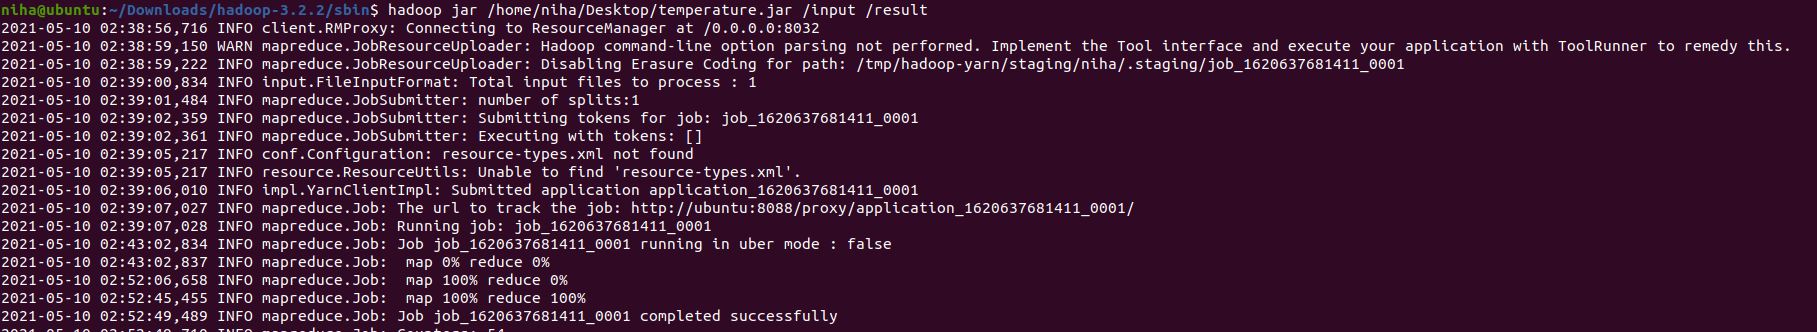 niha@ubuntu:~/Downloads/hadoop-3.2.2/sbin$ hadoop jar /home/niha/Desktop/temperature.jar /input /result
2021-05-10 02:38:56,716 INFO client.RMProxy: Connecting to ResourceManager at /0.0.0.0:8032
2021-05-10 02:38:59,150 WARN mapreduce.JobResourceUploader: Hadoop command-line option parsing not performed. Implement the Tool interface and execute your application with ToolRunner to remedy this.
2021-05-10 02:38:59,222 INFO mapreduce.JobResourceUploader: Disabling Erasure Coding for path: /tmp/hadoop-yarn/staging/niha/.staging/job_1620637681411_0001
2021-05-10 02:39:00,834 INFO input.FileInputFormat: Total input files to process : 1
2021-05-10 02:39:01,484 INFO mapreduce.JobSubmitter: number of splits:1
2021-05-10 02:39:02,359 INFO mapreduce.JobSubmitter: Submitting tokens for job: job_1620637681411_0001
2021-05-10 02:39:02,361 INFO mapreduce.JobSubmitter: Executing with tokens: []
2021-05-10 02:39:05,217 INFO conf.Configuration: resource-types.xml not found
2021-05-10 02:39:05,217 INFO resource.ResourceUtils: Unable to find 'resource-types.xml'.
2021-05-10 02:39:06,010 INFO impl.YarnClientImpl: Submitted application application_1620637681411_0001
2021-05-10 02:39:07,027 INFO mapreduce.Job: The url to track the job: http://ubuntu:8088/proxy/application_1620637681411_0001/
2021-05-10 02:39:07,028 INFO mapreduce.Job: Running job: job_1620637681411_0001
2021-05-10 02:43:02,834 INFO mapreduce.Job: Job job_1620637681411_0001 running in uber mode : false
2021-05-10 02:43:02,837 INFO mapreduce.Job:  map 0% reduce 0%
2021-05-10 02:52:06,658 INFO mapreduce.Job:  map 100% reduce 0%
2021-05-10 02:52:45,455 INFO mapreduce.Job:  map 100% reduce 100%
2021-05-10 02:52:49,489 INFO mapreduce.Job: Job job_1620637681411_0001 completed successfully